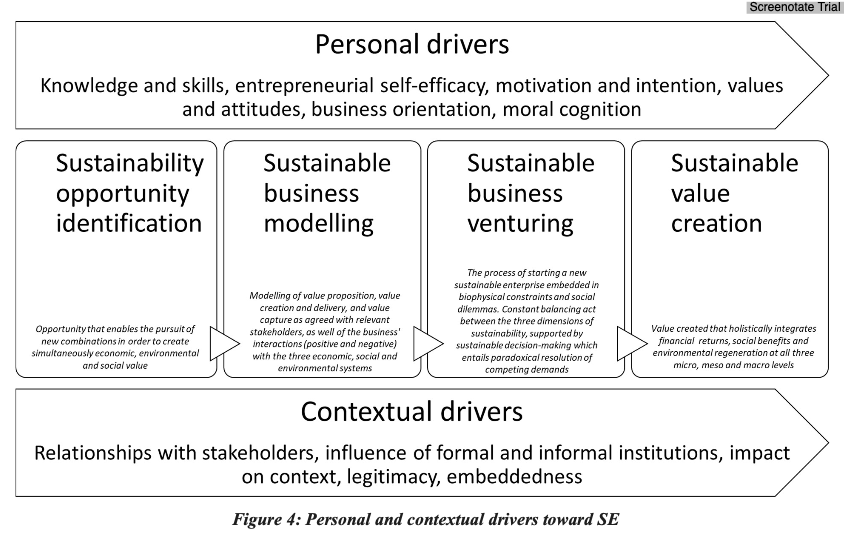 Screenotate Trial
Personal drivers
Knowledge and skills, entrepreneurial self-efficacy, motivation and intention, values
and attitudes, business orientation, moral cognition
Sustainability
opportunity
identification
Opportunity that enables the pursuit of
new combinations in order to create
simultaneously economic, environmental
and social value
Sustainable
business
modelling
Modelling of value proposition, value
creation and delivery, and value
capture as agreed with relevant
stakeholders, as well of the business'
interactions (positive and negative)
with the three economic, social and
environmental systems
Sustainable
business
venturing
The process of starting a new
sustainable enterprise embedded in
biophysical constraints and social
dilemmas. Constant balancing act
between the three dimensions of
sustainability, supported by
sustainable decision-making which
entails paradoxical resolution of
competing demands
Sustainable
value
creation
Value created that holistically integrates
financial returns, social benefits and
environmental regeneration at all three
micro, meso and macro levels
Contextual drivers
Relationships with stakeholders, influence of formal and informal institutions, impact
on context, legitimacy, embeddedness
Figure 4: Personal and contextual drivers toward SE